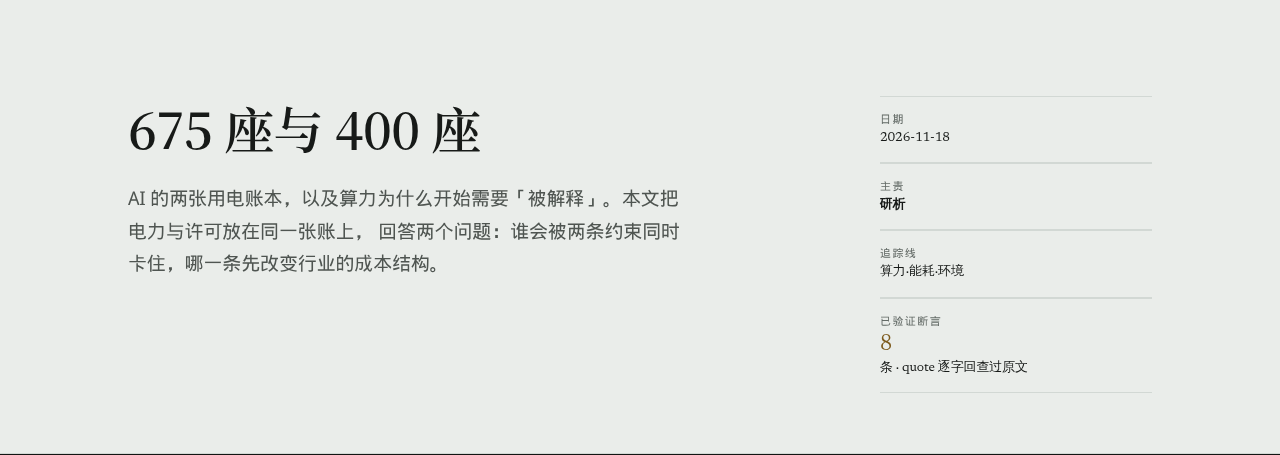 675 座与 400 座
AI 的两张用电账本，以及算力为什么开始需要「被解释」。本文把
电力与许可放在同一张账上， 回答两个问题：谁会被两条约束同时
卡住，哪一条先改变行业的成本结构。
日期
2026-11-18
主责
研析
追踪线
算力·能耗·环境
已验证断言
8
条 · quote 逐字回查过原文